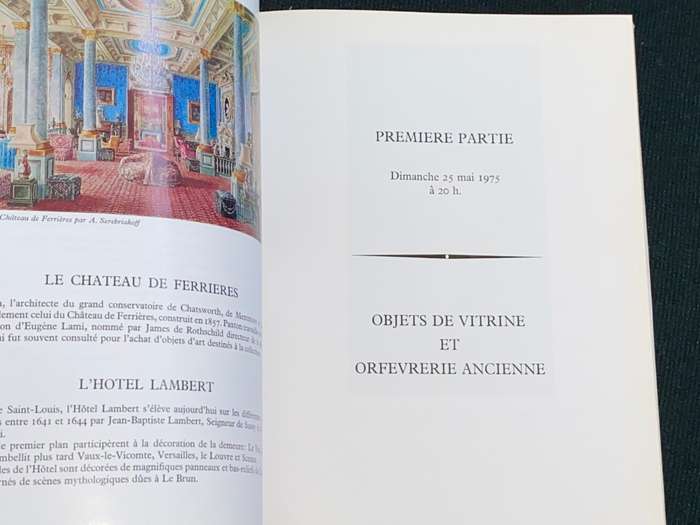 Château de Ferrières par A. Serebriakoff
LE CHATEAU DE FERRIERES
l'architecte du grand conservatoire de Chatsworth, de
lement celui du Château de Ferrières, construit en 1857. Paxton
on d'Eugène Lami, nommé par James de Rothschild directeur de
i fut souvent consulté pour l'achat d'objets d'art destinés à la
L'HOTEL LAMBERT
e Saint-Louis, l'Hôtel Lambert s'élève aujourd'hui sur les
s entre 1641 et 1644 par Jean-Baptiste Lambert, Seigneur de
i.
e premier plan participèrent à la décoration de la demeure: Le
mbellit plus tard Vaux-le-Vicomte, Versailles, le Louvre et
les de l'Hôtel sont décorées de magnifiques panneaux et
rnés de scènes mythologiques dûes à Le Brun.
PREMIERE PARTIE
Dimanche 25 mai 1975
à 20 h.
OBJETS DE VITRINE
ET
ORFEVRERIE ANCIENNE